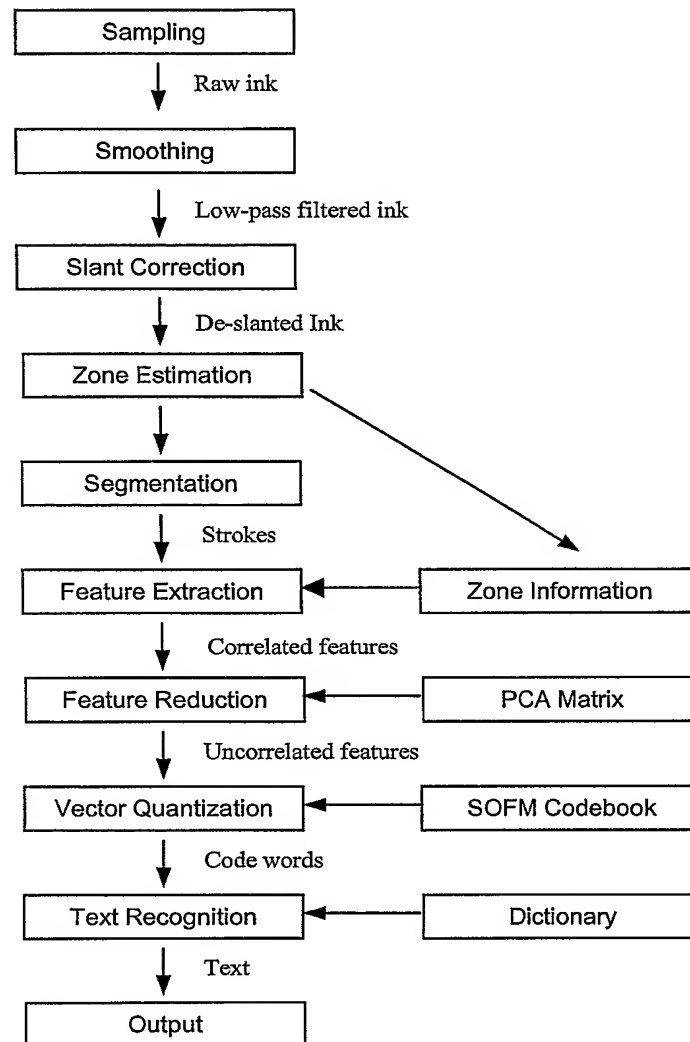 Sampling
Raw ink
Smoothing
Low-pass filtered ink
Slant Correction
De-slanted Ink
Zone Estimation
Segmentation
Strokes
Feature Extraction
Zone Information
Correlated features
Feature Reduction
PCA Matrix
Uncorrelated features
Vector Quantization
SOFM Codebook
Code words
Text Recognition
Dictionary
Text
Output